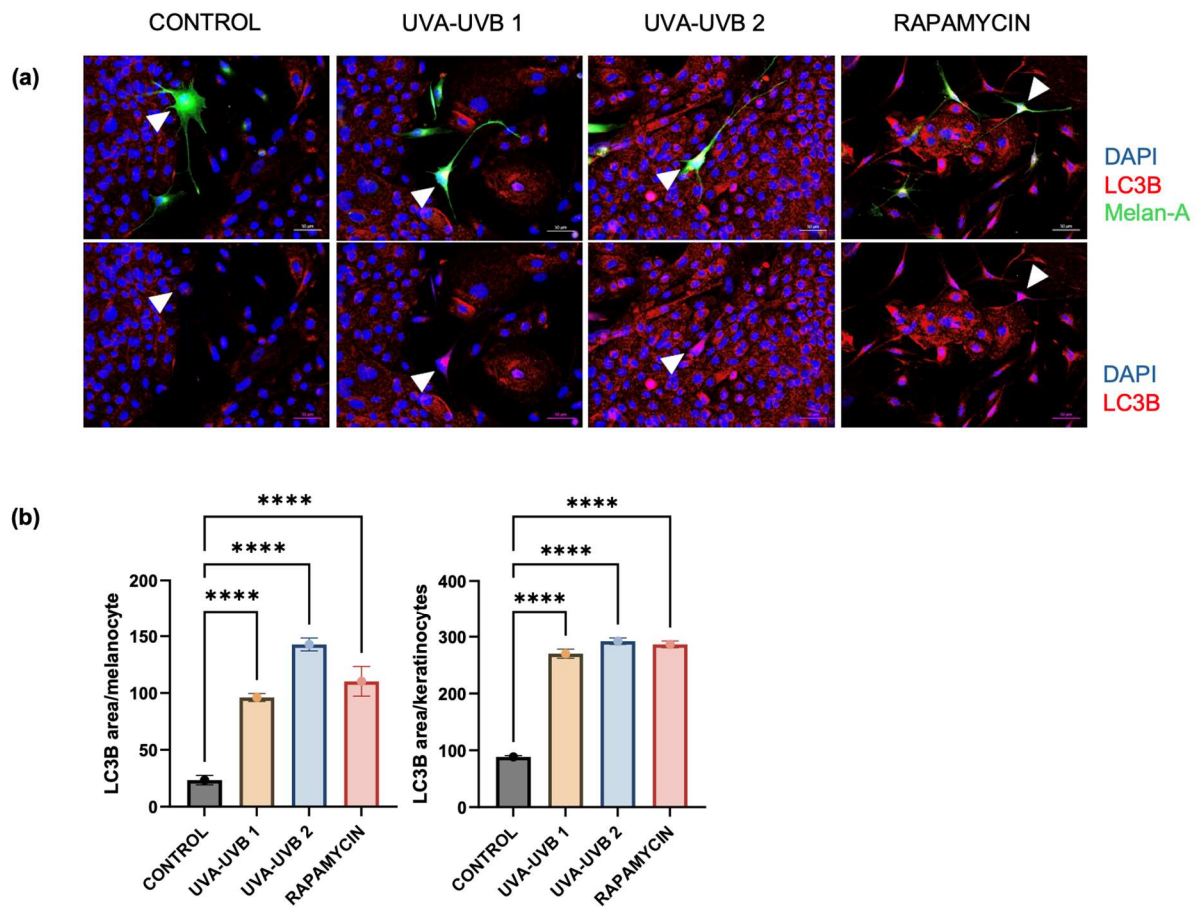 CONTROL UVA-UVB 1 UVA-UVB 2 RAPAMYCIN
(a)
DAPI
LC3B
Melan-A
DAPI
LC3B
(b)
LC3B area/melanocyte
200
150
100
50
0
****
****
****
CONTROL
UVA-UVB 1
UVA-UVB 2
RAPAMYCIN
LC3B area/keratinocytes
400
300
200
100
0
****
****
****
CONTROL
UVA-UVB 1
UVA-UVB 2
RAPAMYCIN